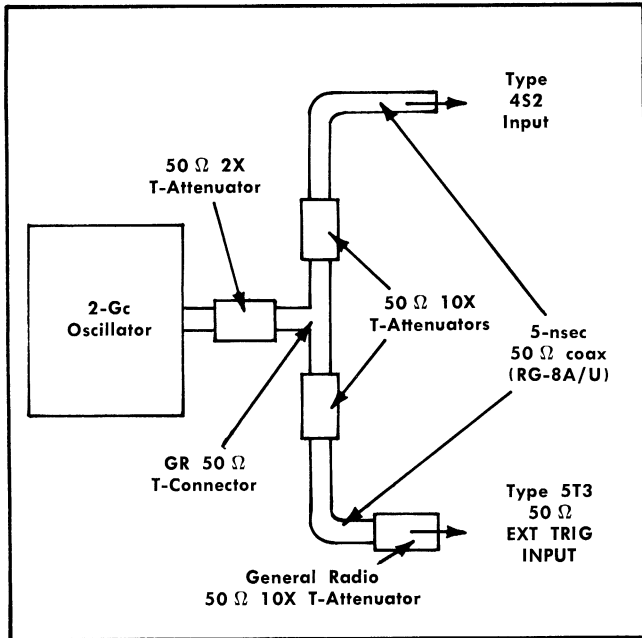 Type
4S2
Input
50 Ω 2X
T-Attenuator
2-Gc
Oscillator
50 Ω 10X
T-Attenuators
5-nsec
50 Ω coax
(RG-8A/U)
GR 50 Ω
T-Connector
Type 5T3
50 Ω
EXT TRIG
INPUT
General Radio
50 Ω 10X T-Attenuator